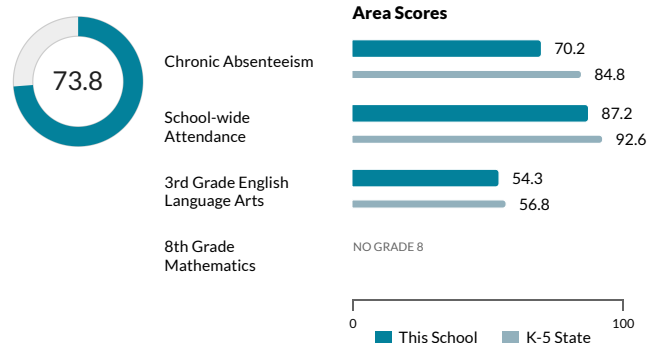 Area Scores
73.8
Chronic Absenteeism
70.2
84.8
School-wide
Attendance
87.2
92.6
3rd Grade English
Language Arts
54.3
56.8
8th Grade
Mathematics
NO GRADE 8
0
100
This School
K-5 State